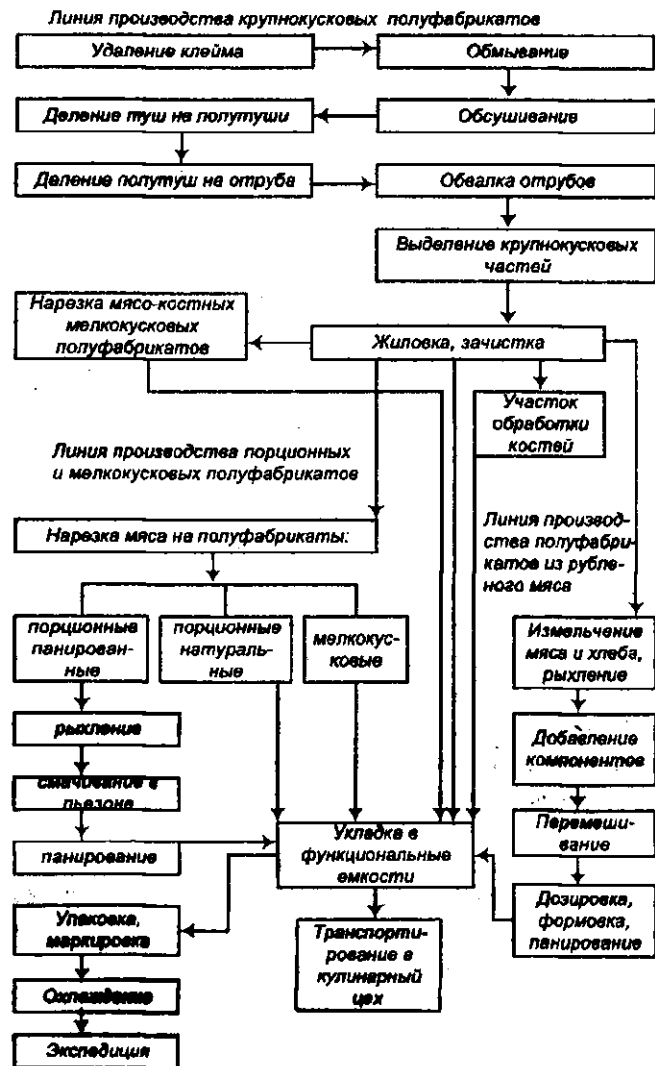 Линия производства крупнокусковых полуфабрикатов
Удаление клейма
Обмывание
Деление туш на полутуши
Обсушивание
Деление полутуш на отруба
Обвалка отрубов
Выделение крупнокусковых
частей
Нарезка мясо-костных
мелкокусковых
полуфабрикатов
Жиловка, зачистка
Участок
обработки
костей
Линия производства порционных
и мелкокусковых полуфабрикатов
Линия производ-
ства полуфабри-
катов из рубле-
ного мяса
Нарезка мяса на полуфабрикаты:
порционные
панирован-
ные
порционные
натураль-
ные
мелкокус-
ковые
Измельчение
мяса и хлеба,
рыхление
рыхление
Добавление
компонентов
смачивание в
льезоне
Перемеши-
вание
панирование
Укладка в
функциональные
емкости
Дозировка,
формовка,
панирование
Упаковка,
маркировка
Транспорти-
рование в
кулинарный
цех
Охлаждение
Экспедиция